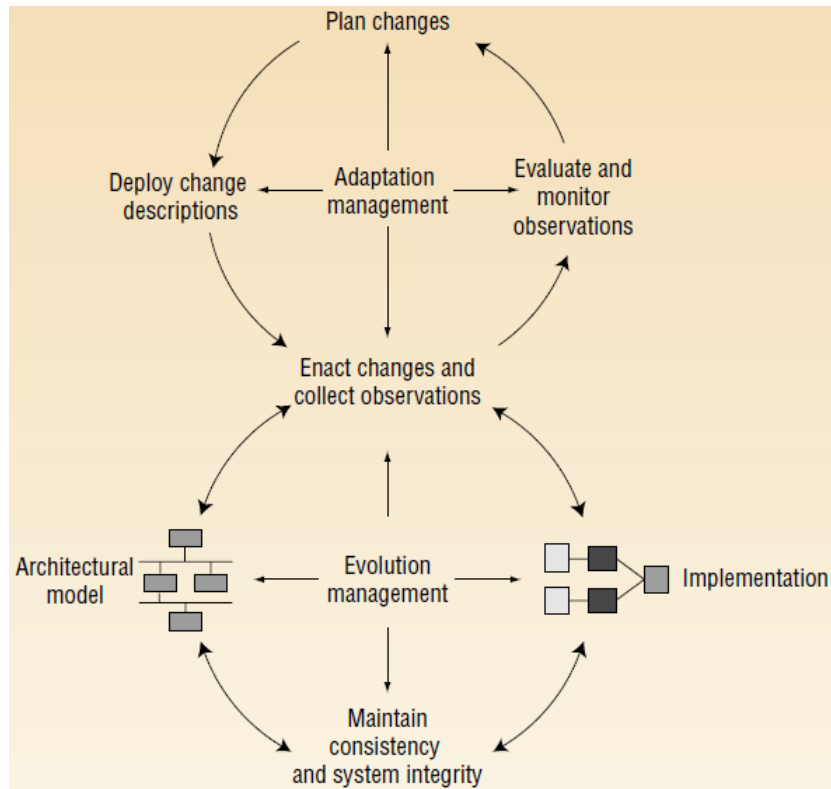 Plan changes
Deploy change
descriptions
Adaptation
management
Evaluate and
monitor
observations
Enact changes and
collect observations
Architectural
model
Evolution
management
Implementation
Maintain
consistency
and system integrity